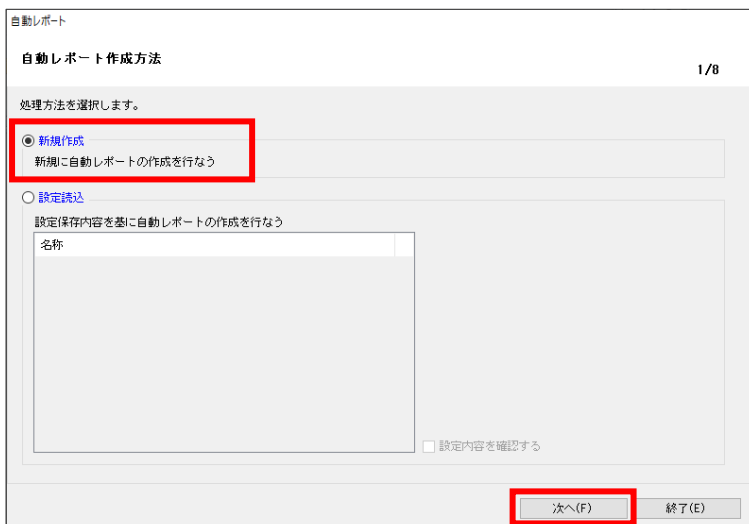 自動レポート
自動レポート作成方法
1/8
処理方法を選択します。
新規作成
新規に自動レポートの作成を行なう
設定読込
設定保存内容を基に自動レポートの作成を行なう
名称
設定内容を確認する
次へ(F)
終了(E)